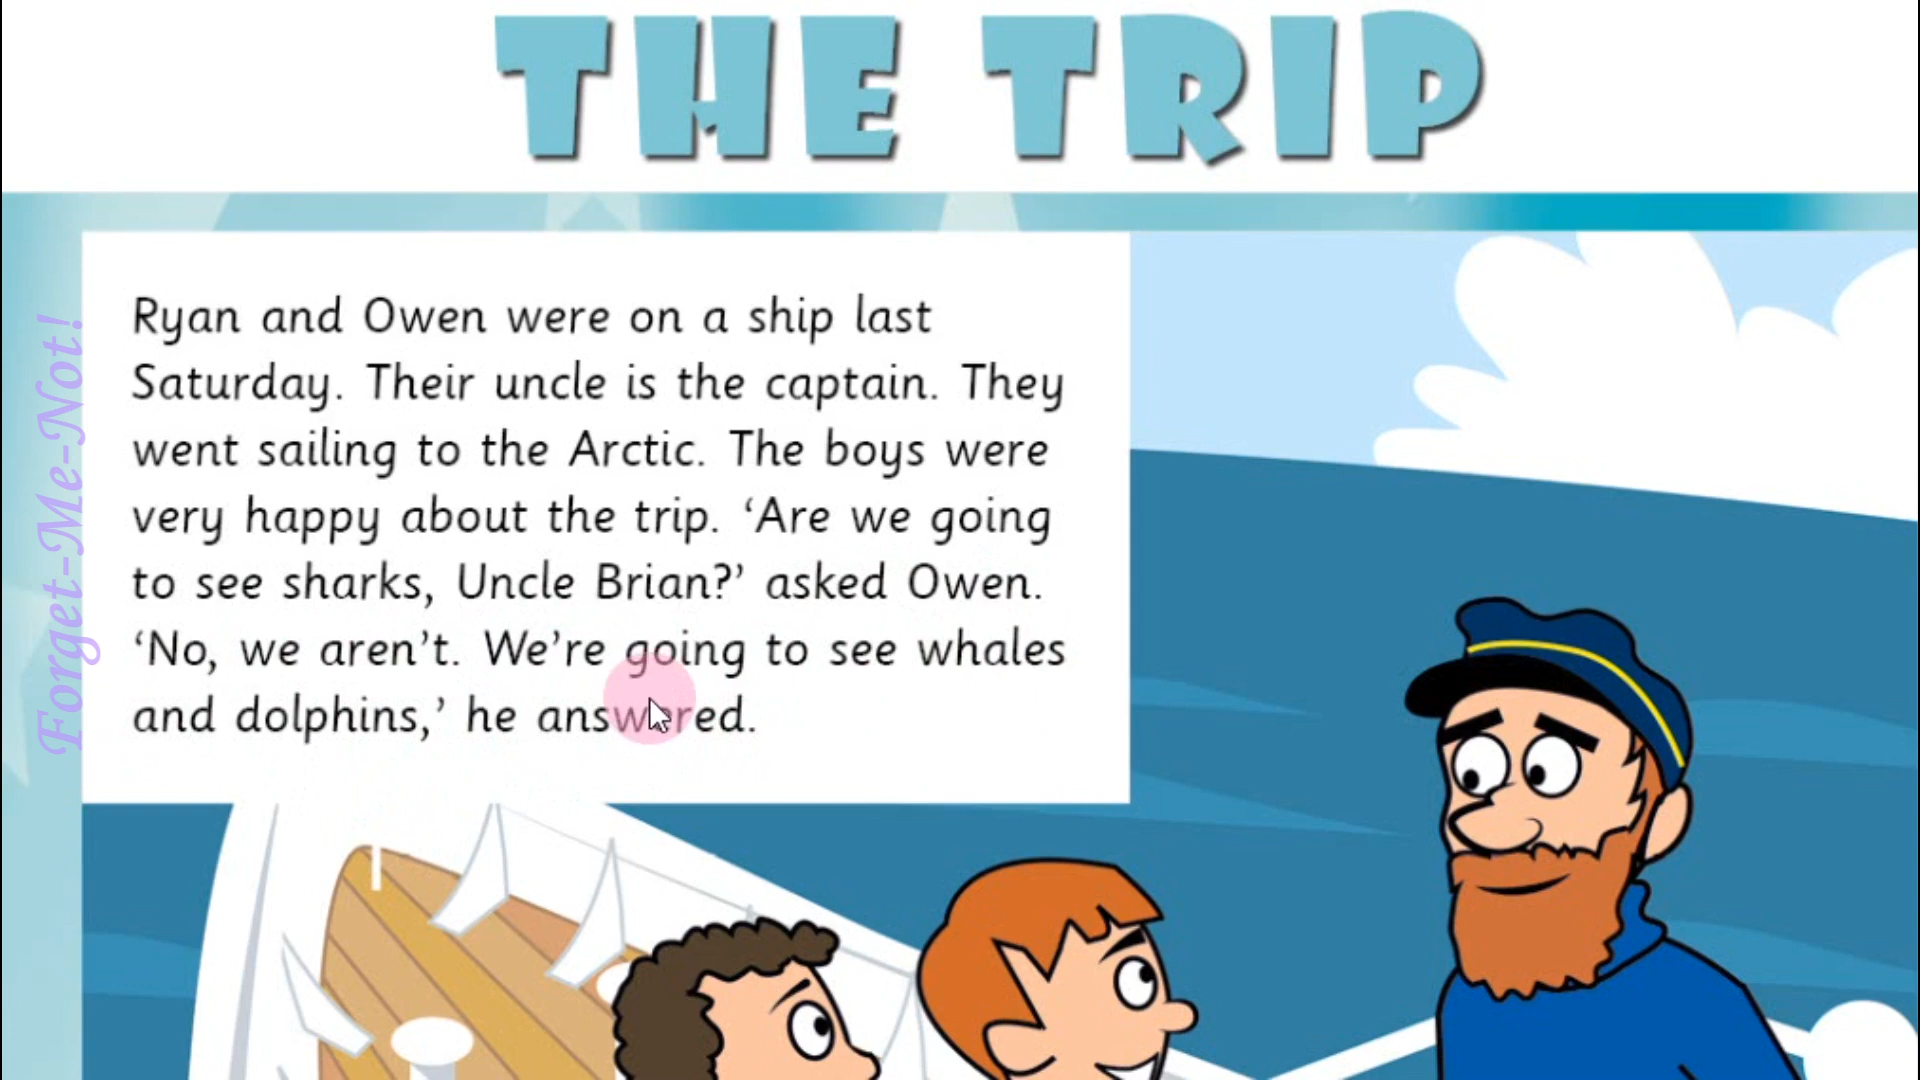 THE TRIP
Ryan and Owen were on a ship last
Saturday. Their uncle is the captain. They
went sailing to the Arctic. The boys were
very happy about the trip. ‘Are we going
to see sharks, Uncle Brian?’ asked Owen.
‘No, we aren’t. We’re going to see whales
and dolphins,’ he answered.
Forget-Me-Not!